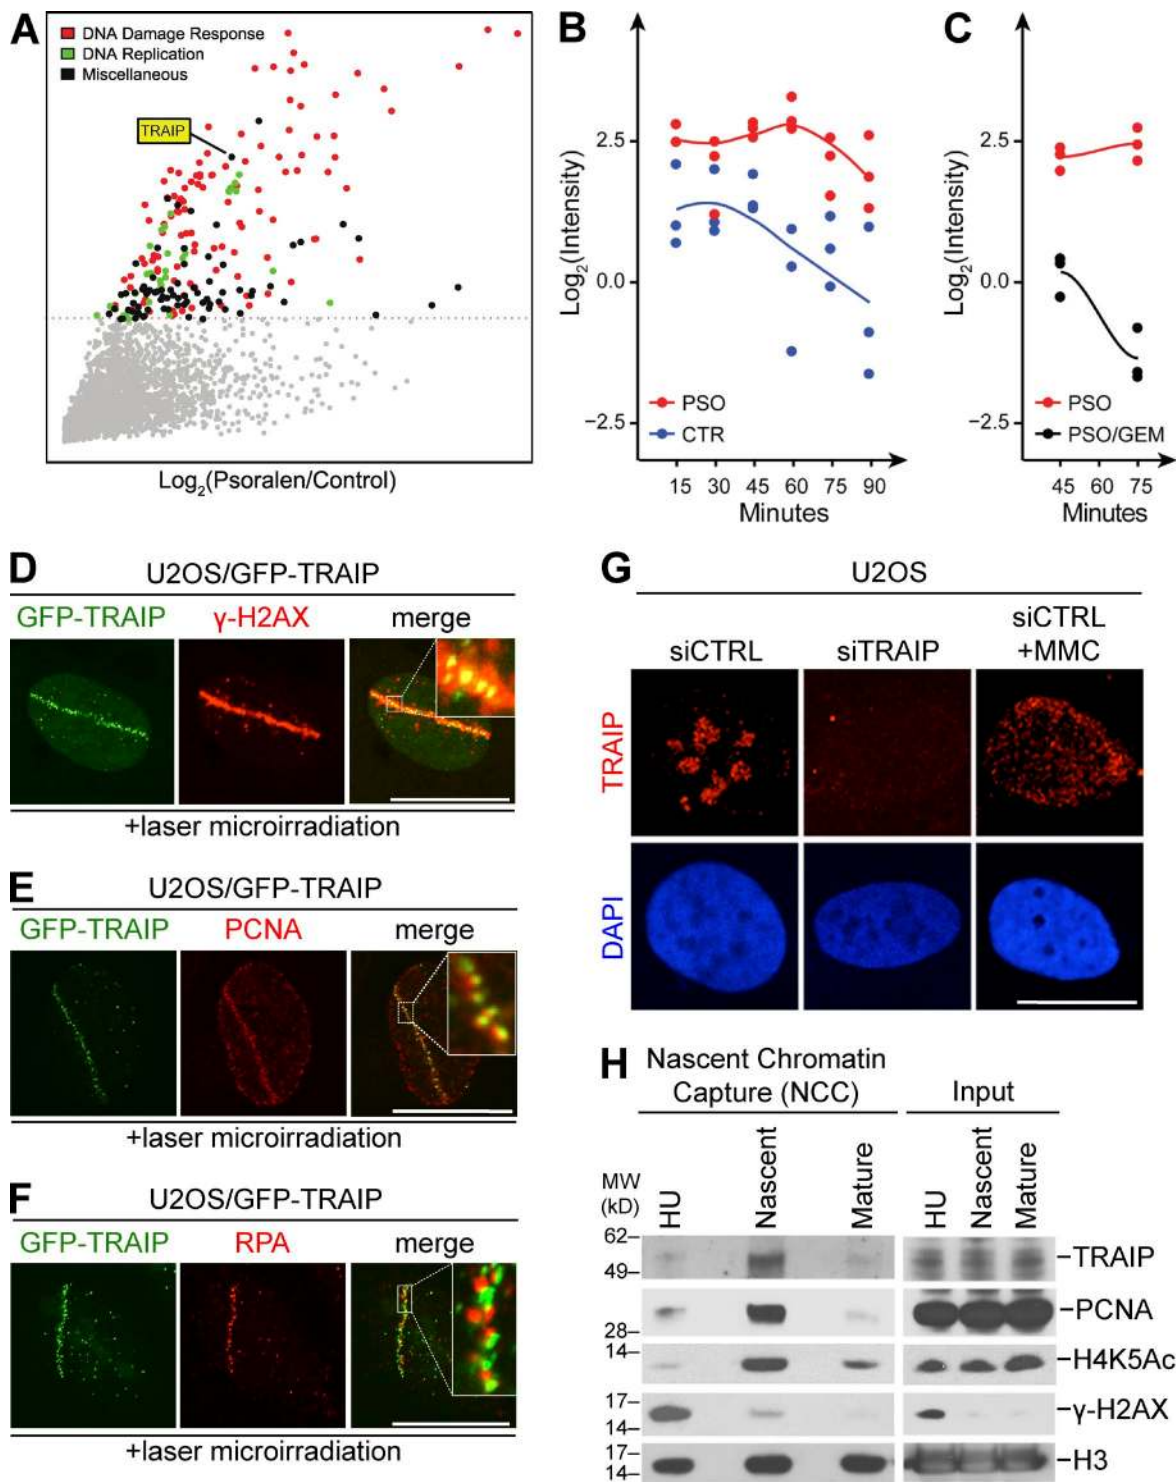 A
DNA Damage Response
DNA Replication
Miscellaneous
TRAIP
Log2(Psoralen/Control)
B
Log2(Intensity)
2.5
0.0
−2.5
PSO
CTR
15 30 45 60 75 90
Minutes
C
Log2(Intensity)
2.5
0.0
−2.5
PSO
PSO/GEM
45 60 75
Minutes
D
U2OS/GFP-TRAIP
GFP-TRAIP γ-H2AX merge
+laser microirradiation
E
U2OS/GFP-TRAIP
GFP-TRAIP PCNA merge
+laser microirradiation
F
U2OS/GFP-TRAIP
GFP-TRAIP RPA merge
+laser microirradiation
G
U2OS
siCTRL siTRAIP siCTRL
+MMC
TRAIP
DAPI
H Nascent Chromatin
Capture (NCC) Input
MW
(kD)
HU Nascent Mature HU Nascent Mature
62–
49–
–TRAIP
28–
–PCNA
14–
–H4K5Ac
17–
14–
–γ-H2AX
17–
14–
–H3